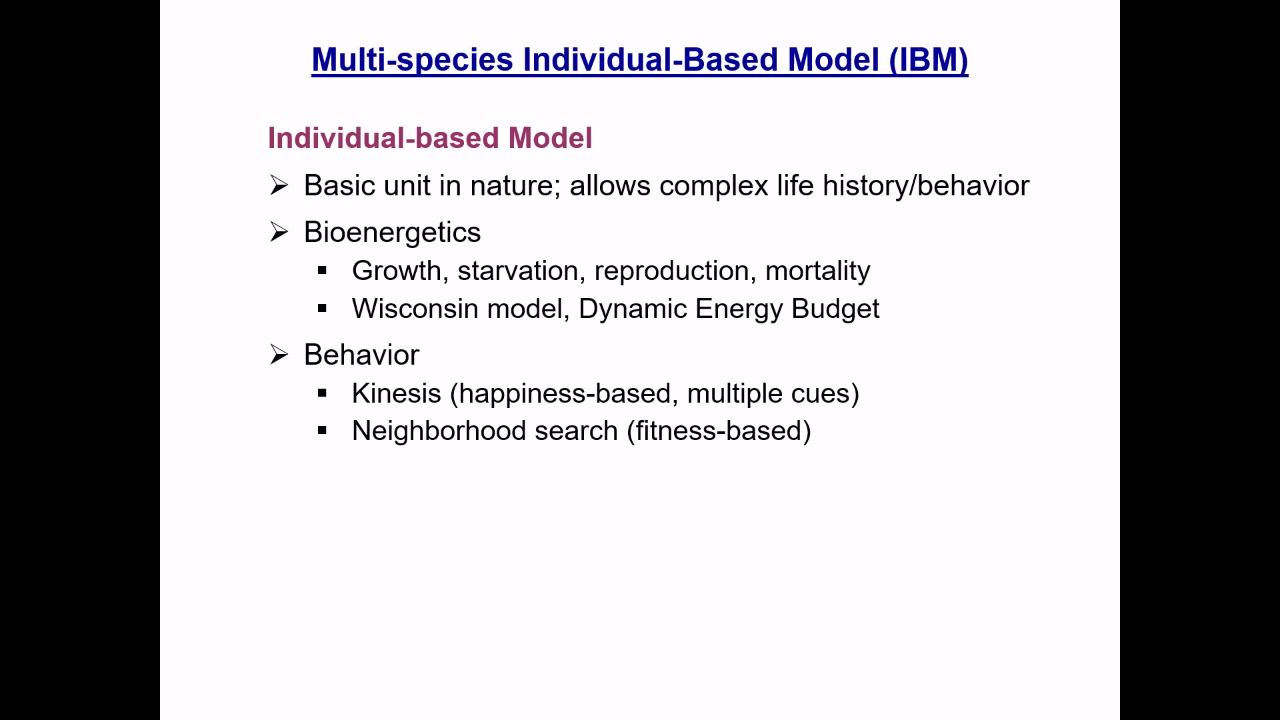 Multi-species Individual-Based Model (IBM)
Individual-based Model
➢ Basic unit in nature; allows complex life history/behavior
➢ Bioenergetics
▪ Growth, starvation, reproduction, mortality
▪ Wisconsin model, Dynamic Energy Budget
➢ Behavior
▪ Kinesis (happiness-based, multiple cues)
▪ Neighborhood search (fitness-based)